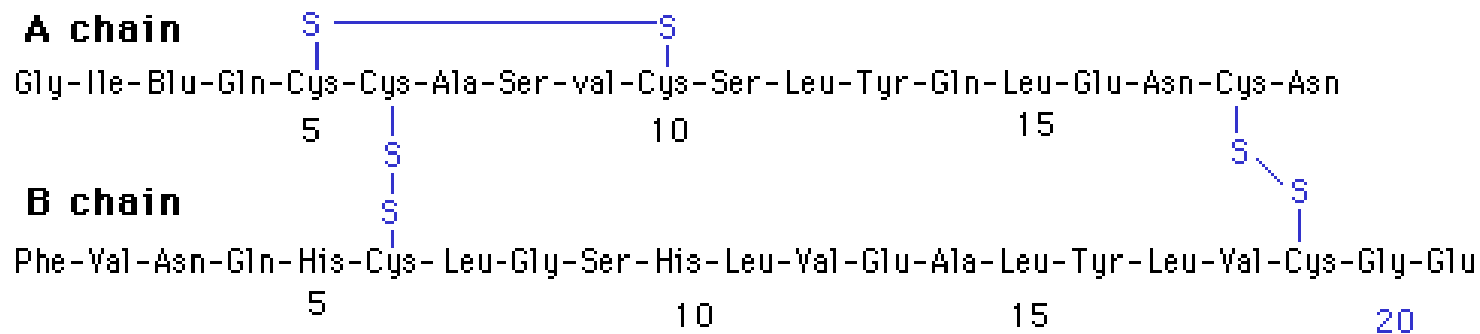 A chain
S S
Gly-Ile-Blu-Gln-Cys-Cys-Ala-Ser-val-Cys-Ser-Leu-Tyr-Gln-Leu-Glu-Asn-Cys-Asn
5 10 15
S S
S S
B chain
Phe-Val-Asn-Gln-His-Cys-Leu-Gly-Ser-His-Leu-Val-Glu-Ala-Leu-Tyr-Leu-Val-Cys-Gly-Glu
5 10 15 20